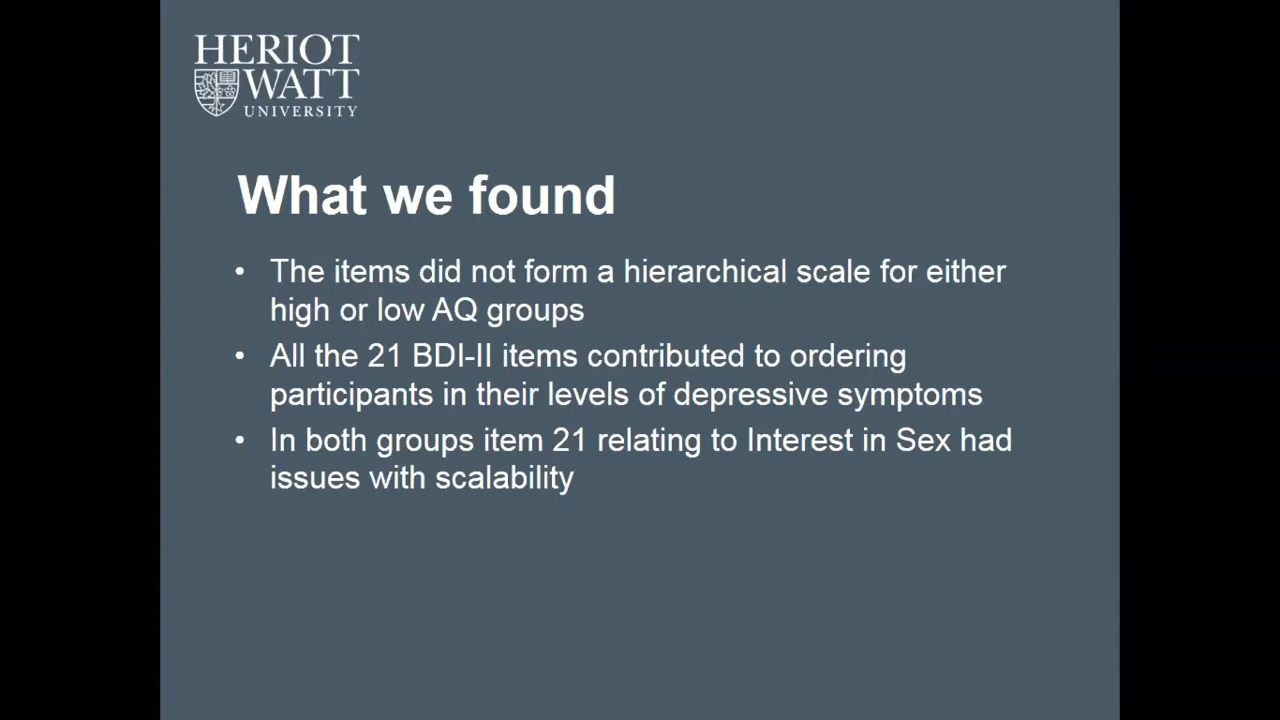 HERIOT
WATT
UNIVERSITY
What we found
• The items did not form a hierarchical scale for either
high or low AQ groups
• All the 21 BDI-II items contributed to ordering
participants in their levels of depressive symptoms
• In both groups item 21 relating to Interest in Sex had
issues with scalability